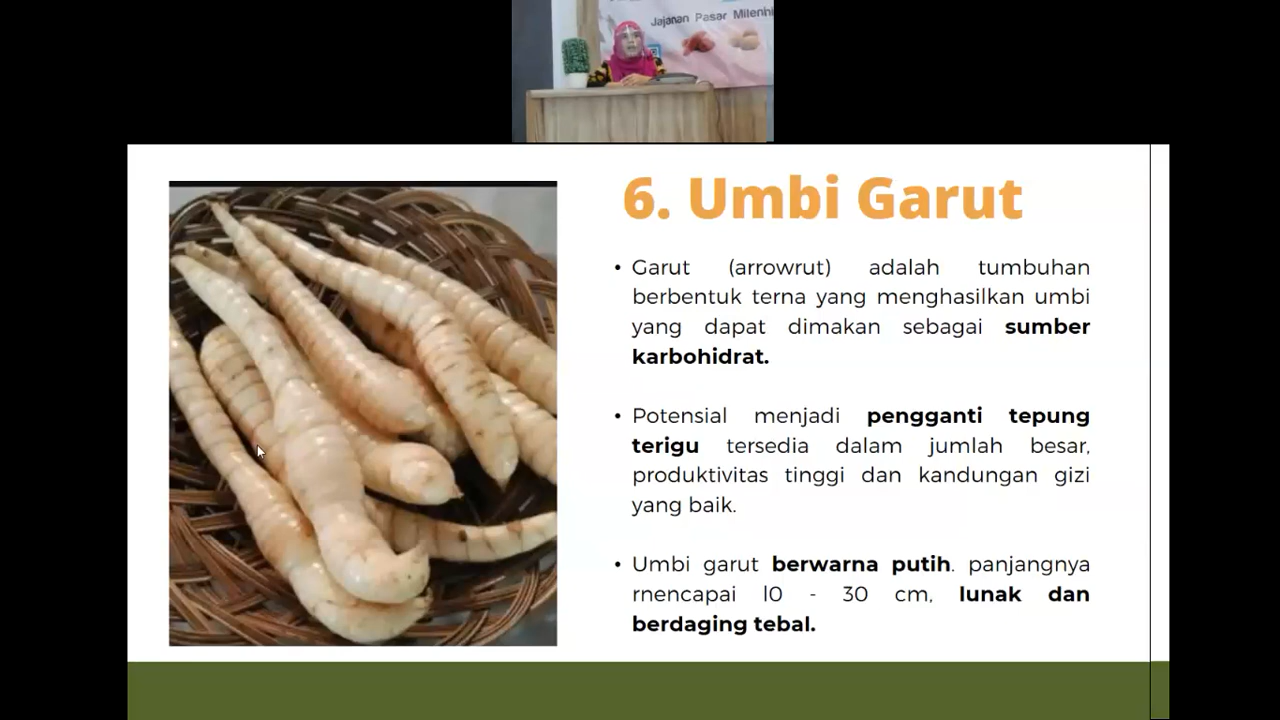 Jajanan Pasar Mileni
6. Umbi Garut
• Garut (arrowrut) adalah tumbuhan
berbentuk terna yang menghasilkan umbi
yang dapat dimakan sebagai sumber
karbohidrat.
• Potensial menjadi pengganti tepung
terigu tersedia dalam jumlah besar,
produktivitas tinggi dan kandungan gizi
yang baik.
• Umbi garut berwarna putih. panjangnya
rnencapai l0 - 30 cm, lunak dan
berdaging tebal.